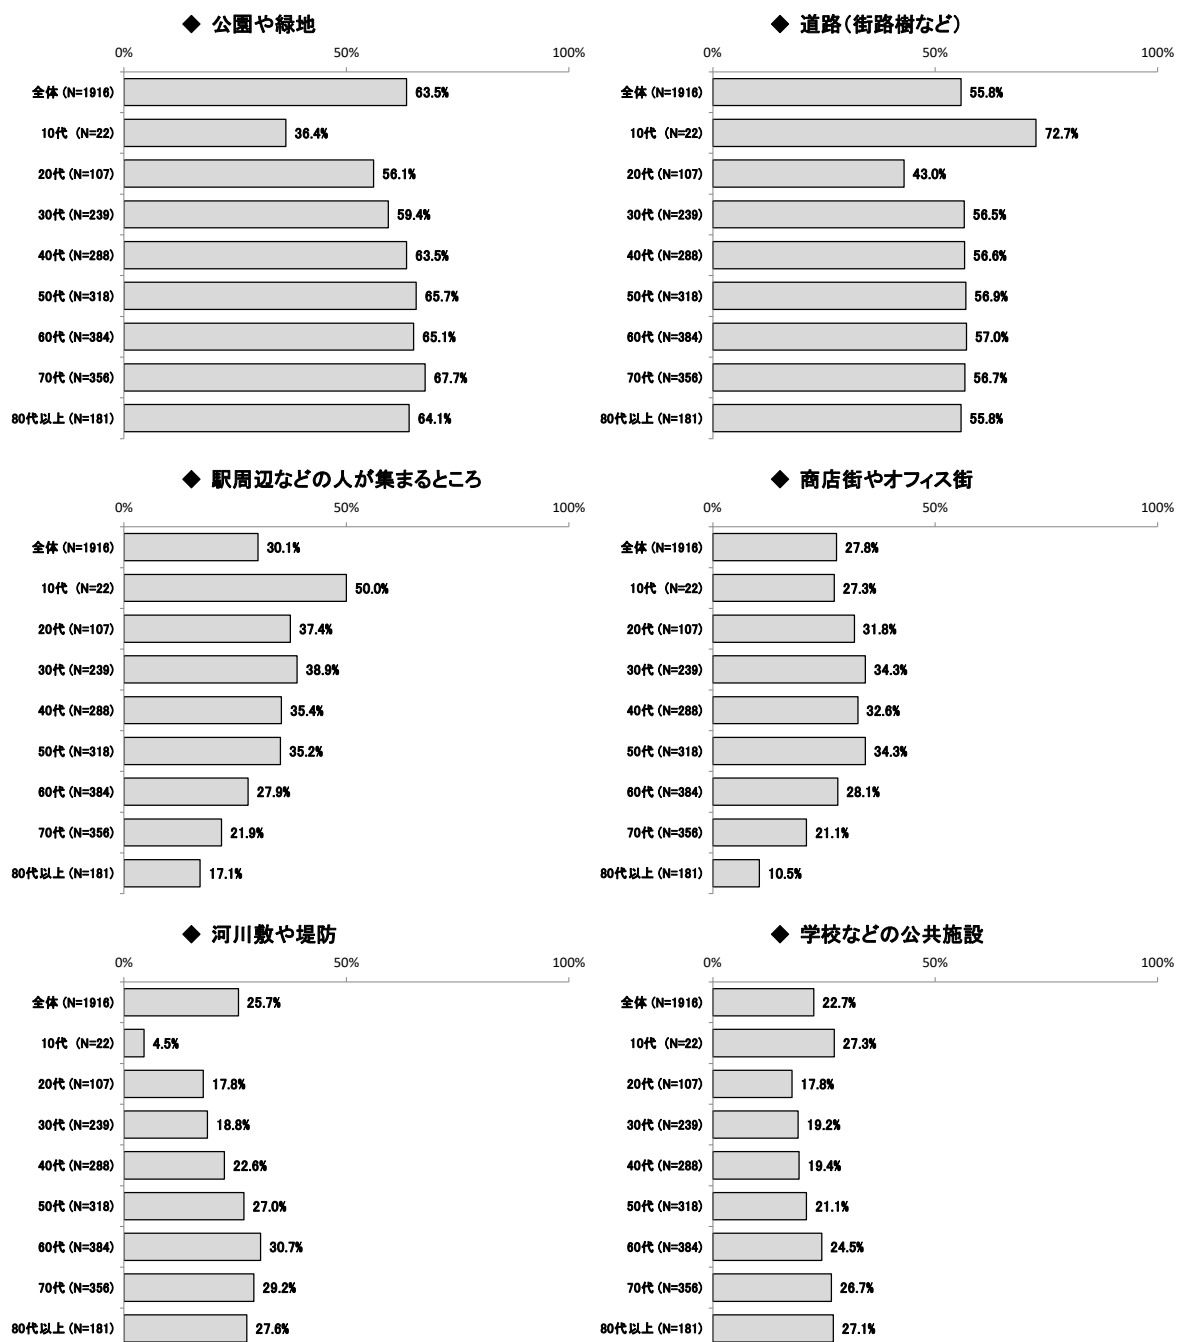 ◆ 公園や緑地
0% 50% 100%
全体 (N=1916) 63.5%
10代 (N=22) 36.4%
20代 (N=107) 56.1%
30代 (N=239) 59.4%
40代 (N=288) 63.5%
50代 (N=318) 65.7%
60代 (N=384) 65.1%
70代 (N=356) 67.7%
80代以上 (N=181) 64.1%
◆ 道路（街路樹など）
0% 50% 100%
全体 (N=1916) 55.8%
10代 (N=22) 72.7%
20代 (N=107) 43.0%
30代 (N=239) 56.5%
40代 (N=288) 56.6%
50代 (N=318) 56.9%
60代 (N=384) 57.0%
70代 (N=356) 56.7%
80代以上 (N=181) 55.8%
◆ 駅周辺などの人が集まるところ
0% 50% 100%
全体 (N=1916) 30.1%
10代 (N=22) 50.0%
20代 (N=107) 37.4%
30代 (N=239) 38.9%
40代 (N=288) 35.4%
50代 (N=318) 35.2%
60代 (N=384) 27.9%
70代 (N=356) 21.9%
80代以上 (N=181) 17.1%
◆ 商店街やオフィス街
0% 50% 100%
全体 (N=1916) 27.8%
10代 (N=22) 27.3%
20代 (N=107) 31.8%
30代 (N=239) 34.3%
40代 (N=288) 32.6%
50代 (N=318) 34.3%
60代 (N=384) 28.1%
70代 (N=356) 21.1%
80代以上 (N=181) 10.5%
◆ 河川敷や堤防
0% 50% 100%
全体 (N=1916) 25.7%
10代 (N=22) 4.5%
20代 (N=107) 17.8%
30代 (N=239) 18.8%
40代 (N=288) 22.6%
50代 (N=318) 27.0%
60代 (N=384) 30.7%
70代 (N=356) 29.2%
80代以上 (N=181) 27.6%
◆ 学校などの公共施設
0% 50% 100%
全体 (N=1916) 22.7%
10代 (N=22) 27.3%
20代 (N=107) 17.8%
30代 (N=239) 19.2%
40代 (N=288) 19.4%
50代 (N=318) 21.1%
60代 (N=384) 24.5%
70代 (N=356) 26.7%
80代以上 (N=181) 27.1%